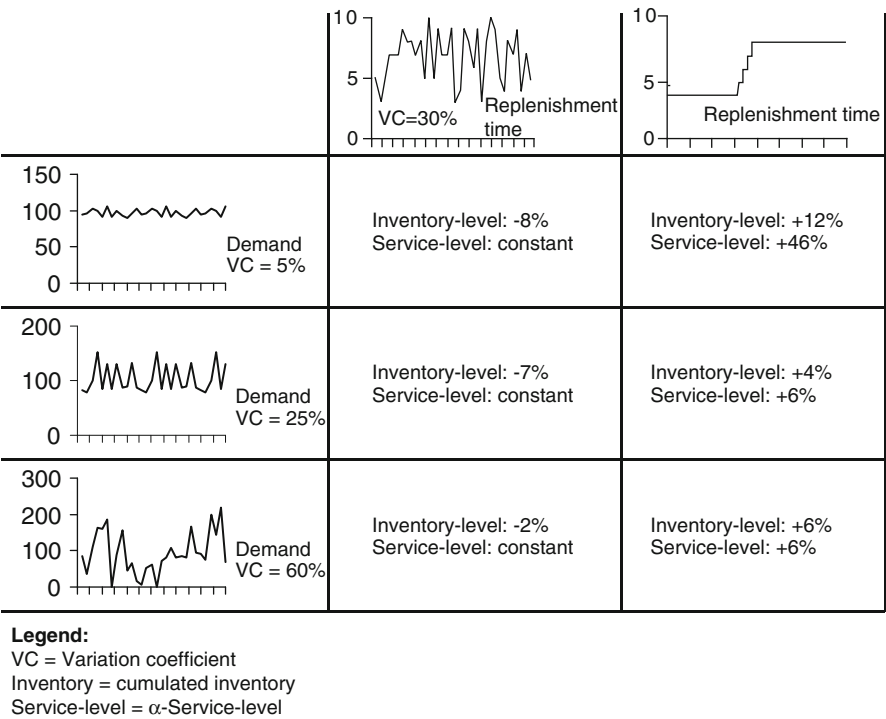 10
5
0
VC=30%
Replenishment
time
10
5
0
Replenishment time
150
100
50
0
Demand
VC = 5%
Inventory-level: -8%
Service-level: constant
Inventory-level: +12%
Service-level: +46%
200
100
0
Demand
VC = 25%
Inventory-level: -7%
Service-level: constant
Inventory-level: +4%
Service-level: +6%
300
200
100
0
Demand
VC = 60%
Inventory-level: -2%
Service-level: constant
Inventory-level: +6%
Service-level: +6%
Legend:
VC = Variation coefficient
Inventory = cumulated inventory
Service-level = α-Service-level